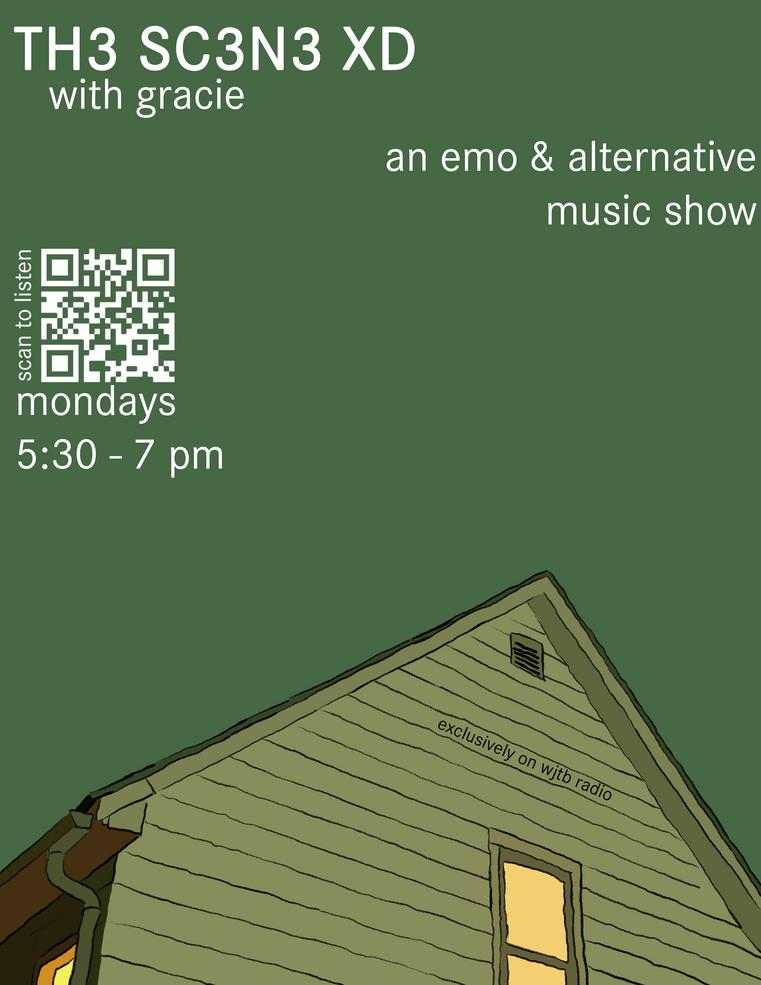 TH3 SC3N3 XD
with gracie
an emo & alternative
music show
scan to listen
mondays
5:30 - 7 pm
exclusively on wjtb radio